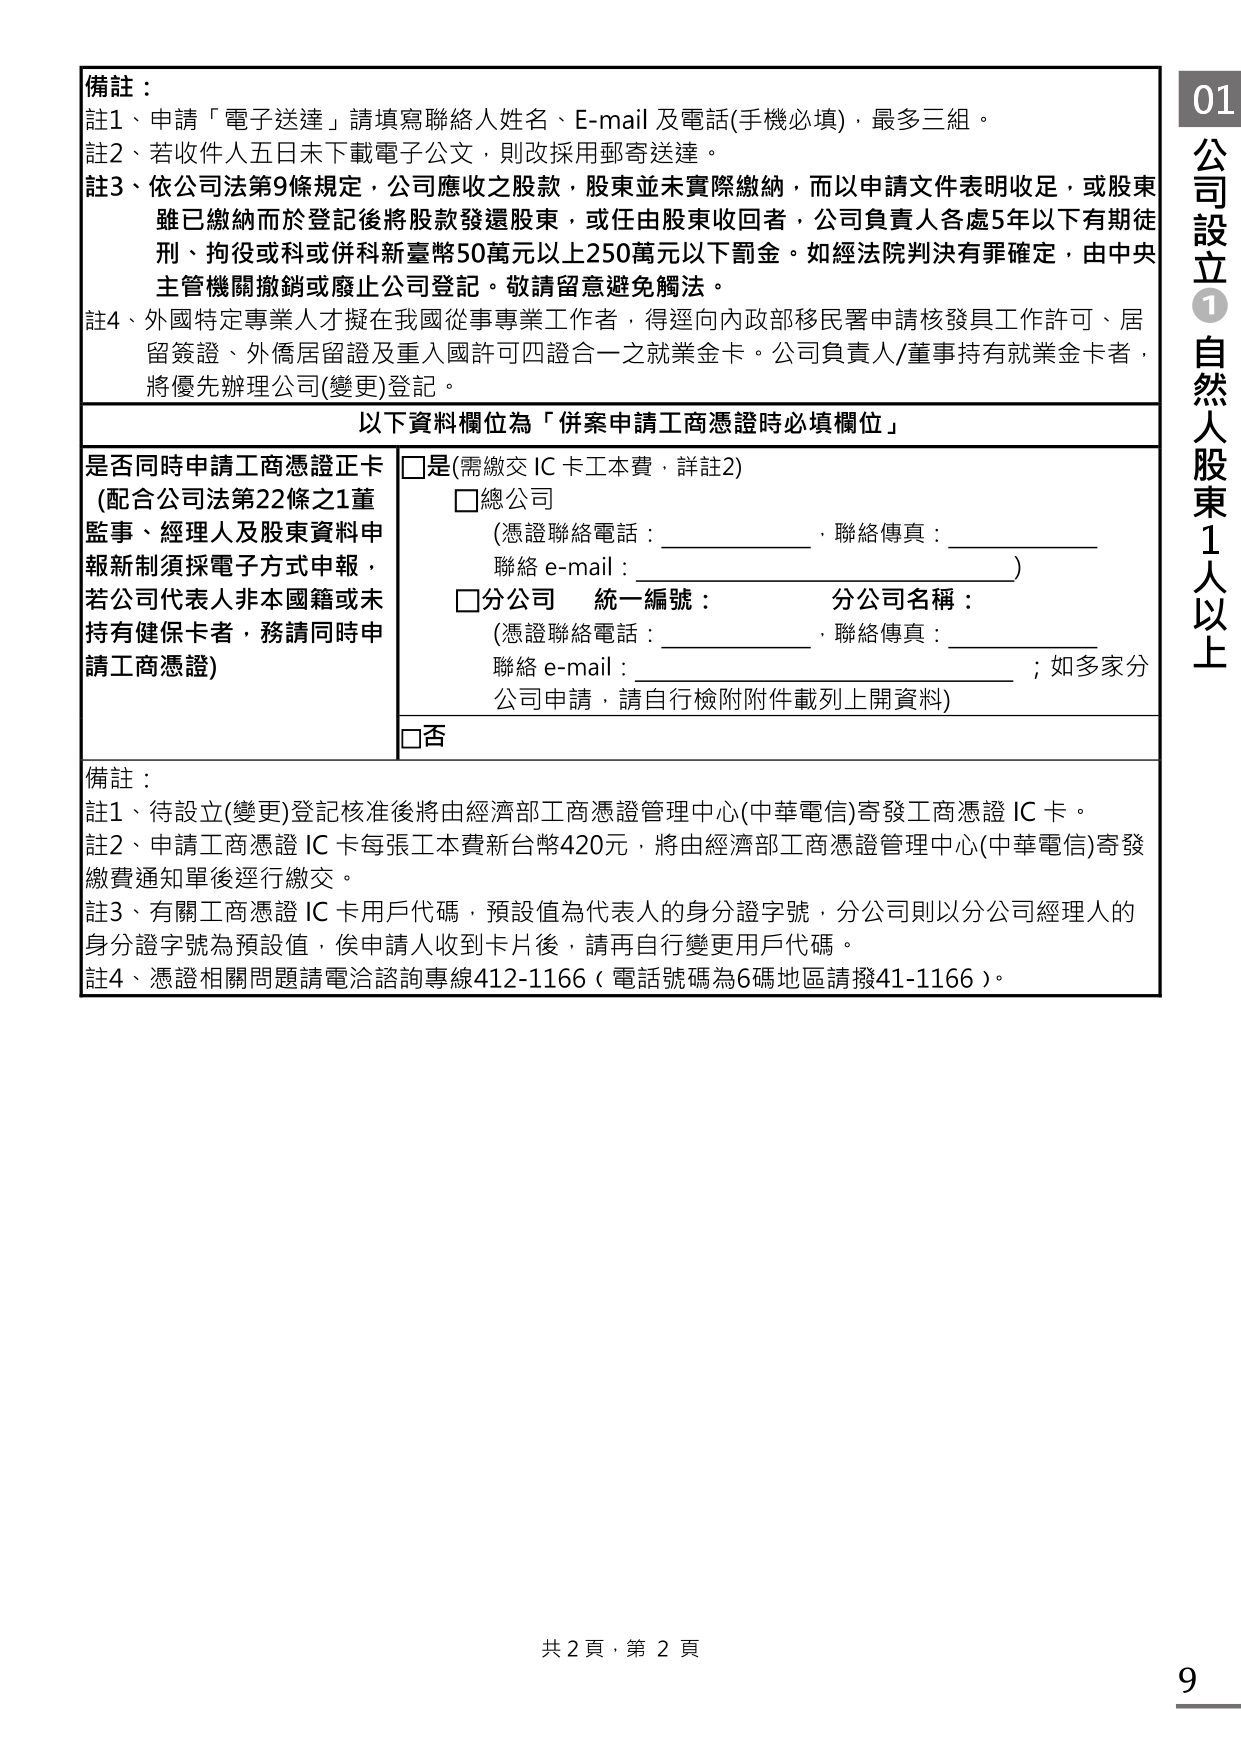 備註：
註1、申請「電子送達」請填寫聯絡人姓名、E-mail 及電話(手機必填)，最多三組。
註2、若收件人五日未下載電子公文，則改採用郵寄送達。
註3、依公司法第9條規定，公司應收之股款，股東並未實際繳納，而以申請文件表明收足，或股東
雖已繳納而於登記後將股款發還股東，或任由股東收回者，公司負責人各處5年以下有期徒
刑、拘役或科或併科新臺幣50萬元以上250萬元以下罰金。如經法院判決有罪確定，由中央
主管機關撤銷或廢止公司登記。敬請留意避免觸法。
註4、外國特定專業人才擬在我國從事專業工作者，得逕向內政部移民署申請核發具工作許可、居
留簽證、外僑居留證及重入國許可四證合一之就業金卡。公司負責人/董事持有就業金卡者，
將優先辦理公司(變更)登記。
以下資料欄位為「併案申請工商憑證時必填欄位」
是否同時申請工商憑證正卡
(配合公司法第22條之1董
監事、經理人及股東資料申
報新制須採電子方式申報，
若公司代表人非本國籍或未
持有健保卡者，務請同時申
請工商憑證)
□是(需繳交 IC 卡工本費，詳註2)
□總公司
(憑證聯絡電話：____________，聯絡傳真：____________
聯絡 e-mail：______________________________)
□分公司 統一編號： 分公司名稱：
(憑證聯絡電話：____________，聯絡傳真：____________
聯絡 e-mail：______________________________；如多家分
公司申請，請自行檢附附件載列上開資料)
□否
備註：
註1、待設立(變更)登記核准後將由經濟部工商憑證管理中心(中華電信)寄發工商憑證 IC 卡。
註2、申請工商憑證 IC 卡每張工本費新台幣420元，將由經濟部工商憑證管理中心(中華電信)寄發
繳費通知單後逕行繳交。
註3、有關工商憑證 IC 卡用戶代碼，預設值為代表人的身分證字號，分公司則以分公司經理人的
身分證字號為預設值，俟申請人收到卡片後，請再自行變更用戶代碼。
註4、憑證相關問題請電洽諮詢專線412-1166（電話號碼為6碼地區請撥41-1166）。
01
公司設立❶自然人股東1人以上
共 2 頁，第 2 頁
9